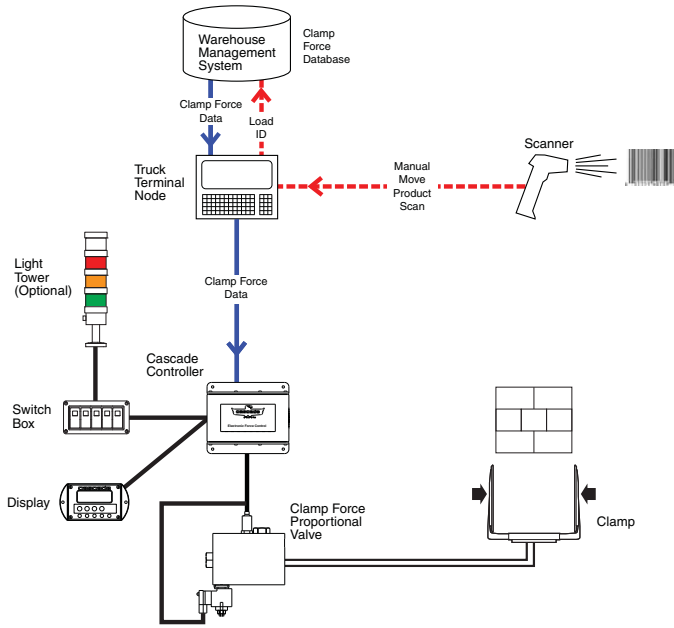 Warehouse
Management
System
Clamp
Force
Database
Clamp Force
Data
Load
ID
Scanner
Truck
Terminal
Node
Manual
Move
Product
Scan
Light
Tower
(Optional)
Clamp Force
Data
Cascade
Controller
cascade
Electronic Force Control
Switch
Box
cascade
Display
Clamp Force
Proportional
Valve
Clamp